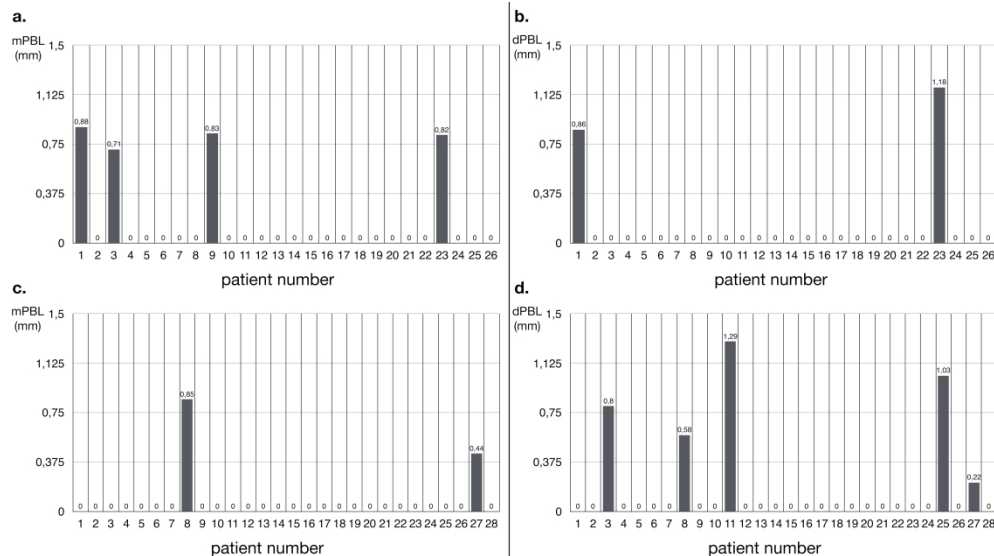 a.
mPBL
(mm)
1,5
1,125
0,75
0,375
0
0,88 0 0,71 0 0 0 0 0 0,83 0 0 0 0 0 0 0 0 0 0 0 0 0 0,82 0 0 0
1 2 3 4 5 6 7 8 9 10 11 12 13 14 15 16 17 18 19 20 21 22 23 24 25 26
patient number
b.
dPBL
(mm)
1,5
1,125
0,75
0,375
0
0,86 0 0 0 0 0 0 0 0 0 0 0 0 0 0 0 0 0 0 0 0 0 1,18 0 0 0
1 2 3 4 5 6 7 8 9 10 11 12 13 14 15 16 17 18 19 20 21 22 23 24 25 26
patient number
c.
mPBL
(mm)
1,5
1,125
0,75
0,375
0
0 0 0 0 0 0 0 0,85 0 0 0 0 0 0 0 0 0 0 0 0 0 0 0 0 0 0 0,44 0
1 2 3 4 5 6 7 8 9 10 11 12 13 14 15 16 17 18 19 20 21 22 23 24 25 26 27 28
patient number
d.
dPBL
(mm)
1,5
1,125
0,75
0,375
0
0 0 0,8 0 0 0 0 0,58 0 0 1,29 0 0 0 0 0 0 0 0 0 0 0 0 0 1,03 0 0,22 0
1 2 3 4 5 6 7 8 9 10 11 12 13 14 15 16 17 18 19 20 21 22 23 24 25 26 27 28
patient number